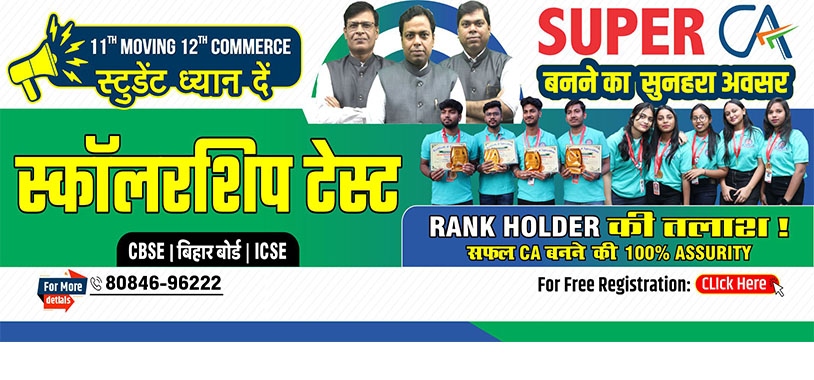 11TH MOVING 12TH COMMERCE
स्टुडेंट ध्यान दें
SUPER CA
बनने का सुनहरा अवसर
स्कॉलरशिप टेस्ट
CBSE | बिहार बोर्ड | ICSE
RANK HOLDER की तलाश !
सफल CA बनने की 100% ASSURITY
For More
detials
80846-96222
For Free Registration: CLIck Here